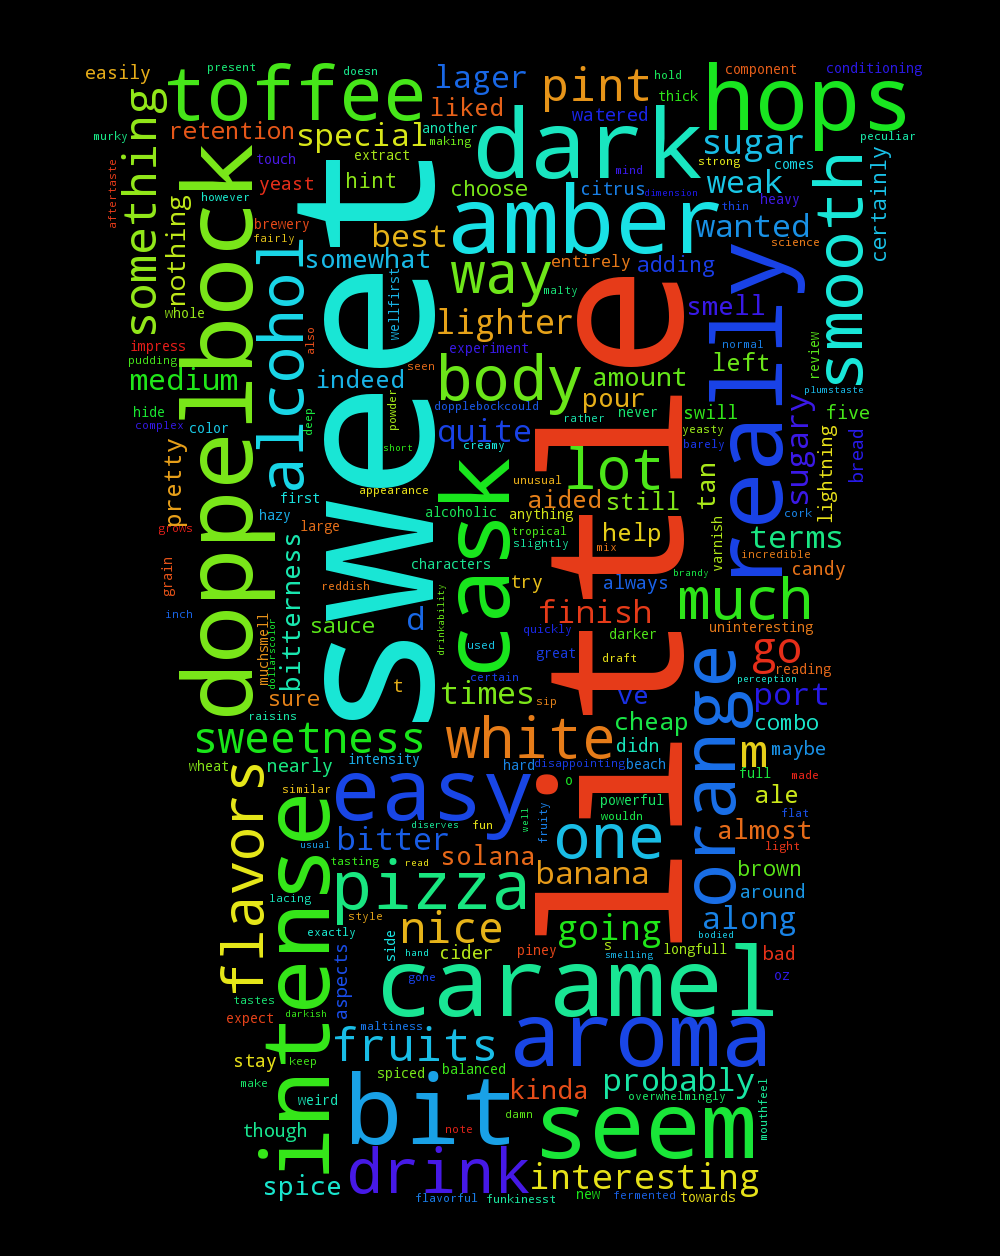 easily
toffee
present
doesn
lager
pint
hold
hops
component
conditioning
something
liked
thick
watered
murky
retention
special
another
making
dark
sugar
peculiar
doppelbock
touch
extract
sweet
mind
strong
comes
smooth
certainly
aftertaste
however
yeast
hint
choose
citrus
dimension
weak
heavy
nothing
brewery
best
amber
thin
wanted
fairly
alcohol
somewhat
way
entirely
adding
science
really
wellfirst
malty
little
smell
whole
also
lighter
impress
experiment
normal
review
pudding
seen
body
left
medium
indeed
amount
plumstaste
hide
deep
powder
dopplebockcould
pour
rather
never
swill
five
sugary
complex
color
quite
yeasty
lightning
bread
pretty
short
creamy
lot
barely
cask
tan
first
appearance
unusual
aided
still
hazy
large
alcoholic
anything
cork
grows
tropical
help
varnish
terms
bitterness
slightly
mix
incredible
grain
characters
brandy
candy
reddish
drinkability
try
always
much
inch
finish
muchsmell
dollarscolor
sauce
d
quickly
darker
uninteresting
used
great
draft
go
orange
reading
certain
perception
t
times
sip
ve
port
sure
raisins
cheap
combo
sweetness
white
didn
m
maybe
flavors
wheat
nearly
intensity
hard
disappointing
beach
full
made
easy
o
intense
similar
powerful
ale
well
fruity
wouldn
flat
usual
bitter
diserves
fun
one
almost
light
tasting
read
solana
pizza
banana
brown
lacing
around
style
nice
going
along
exactly
side
bodied
aspects
hand
cider
piney
s
smelling
longfull
bad
gone
caramel
oz
tastes
darkish
expect
maltiness
aroma
fruits
stay
keep
spiced
balanced
make
bit
kinda
probably
weird
overwhelmingly
mouthfeel
damn
seem
though
note
drink
interesting
spice
flavorful
funkinesst
new
fermented
towards